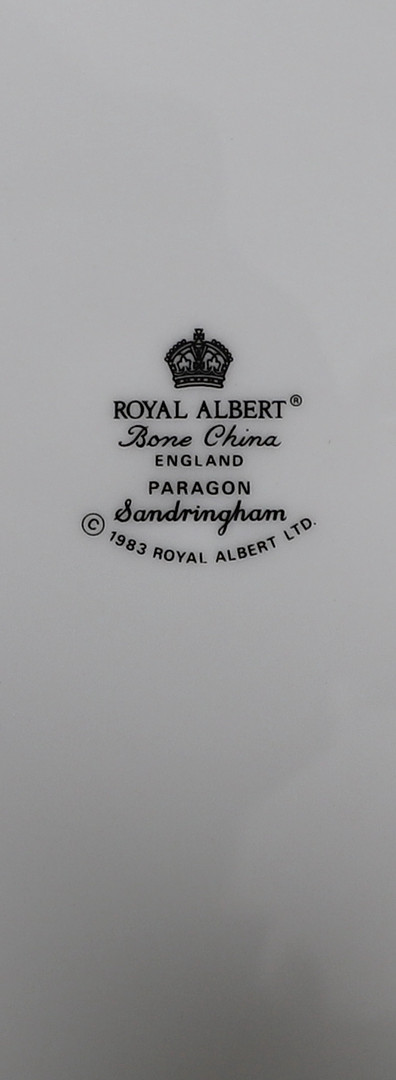 ROYAL ALBERT®
Bone China
ENGLAND
PARAGON
Sandringham
© 1983 ROYAL ALBERT LTD.